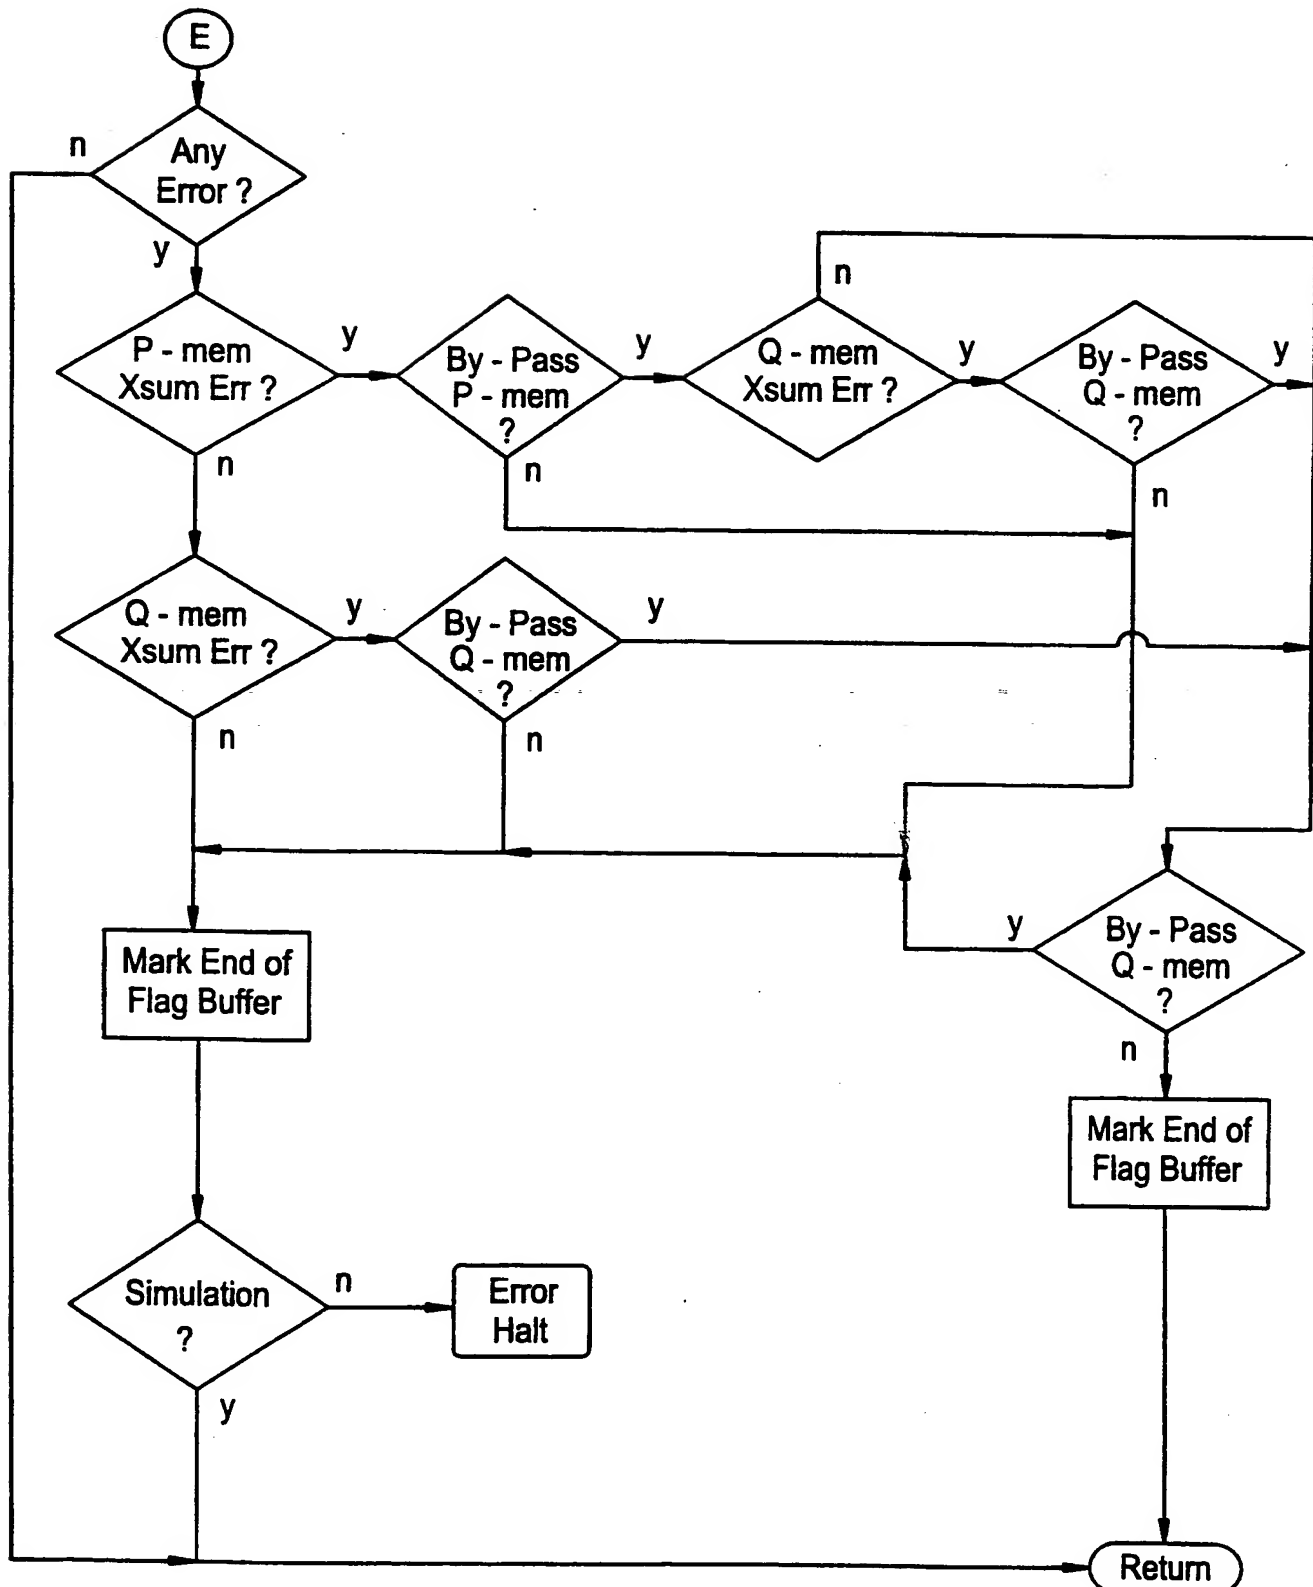 E
n
Any
Error ?
y
n
P - mem
Xsum Err ?
y
By - Pass
P - mem
?
y
Q - mem
Xsum Err ?
y
By - Pass
Q - mem
?
y
n
n
n
Q - mem
Xsum Err ?
y
By - Pass
Q - mem
?
y
n
n
y
By - Pass
Q - mem
?
Mark End of
Flag Buffer
n
Mark End of
Flag Buffer
Simulation
?
n
Error
Halt
y
Return